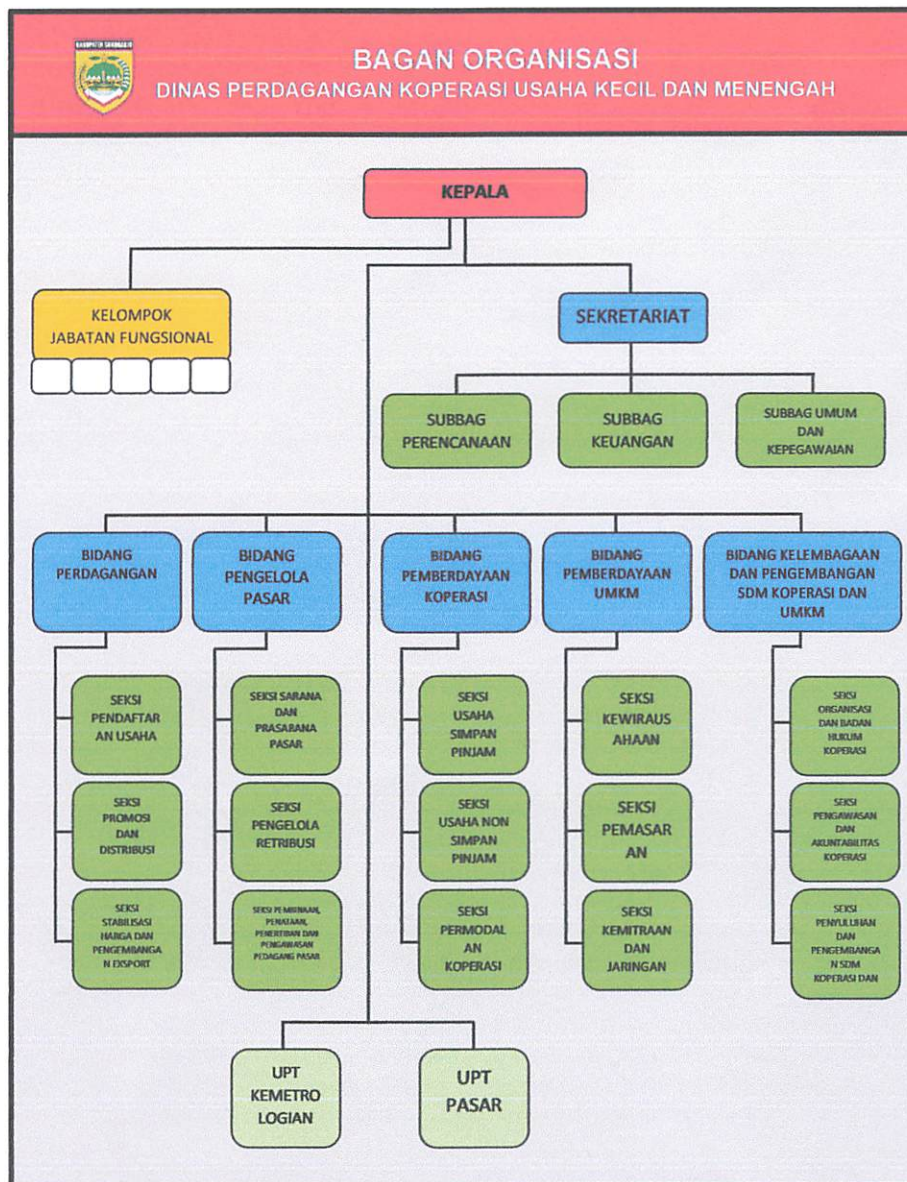 KABUPATEN SUKOHARJO
BAGAN ORGANISASI
DINAS PERDAGANGAN KOPERASI USAHA KECIL DAN MENENGAH
KEPALA
KELOMPOK
JABATAN FUNGSIONAL
SEKRETARIAT
SUBBAG
PERENCANAAN
SUBBAG
KEUANGAN
SUBBAG UMUM
DAN
KEPEGAWAIAN
BIDANG
PERDAGANGAN
BIDANG
PENGELOLA
PASAR
BIDANG
PEMBERDAYAAN
KOPERASI
BIDANG
PEMBERDAYAAN
UMKM
BIDANG KELEMBAGAAN
DAN PENGEMBANGAN
SDM KOPERASI DAN
UMKM
SEKSI
PENDAFTAR
AN USAHA
SEKSI SARANA
DAN
PRASARANA
PASAR
SEKSI
USAHA
SIMPAN
PINJAM
SEKSI
KEWIRAUS
AHAAN
SEKSI
ORGANISASI
DAN BADAN
HUKUM
KOPERASI
SEKSI
PROMOSI
DAN
DISTRIBUSI
SEKSI
PENGELOLA
RETRIBUSI
SEKSI
USAHA NON
SIMPAN
PINJAM
SEKSI
PEMASAR
AN
SEKSI
PENGAWASAN
DAN
AKUNTABILITAS
KOPERASI
SEKSI
STABILISASI
HARGA DAN
PENGEMBANGA
N EXSPORT
SEKSI PEMBINAAN,
PENATAAN,
PENERTIBAN DAN
PENGAWASAN
PEDAGANG PASAR
SEKSI
PERMODAL
AN
KOPERASI
SEKSI
KEMITRAAN
DAN
JARINGAN
SEKSI
PENYULUHAN
DAN
PENGEMBANGA
N SDM
KOPERASI DAN
UPT
KEMETRO
LOGIAN
UPT
PASAR